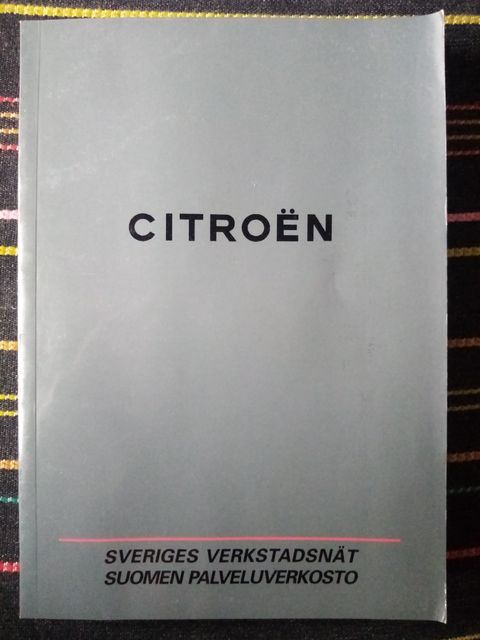 CITROËN
SVERIGES VERKSTADSNÄT
SUOMEN PALVELUVERKOSTO